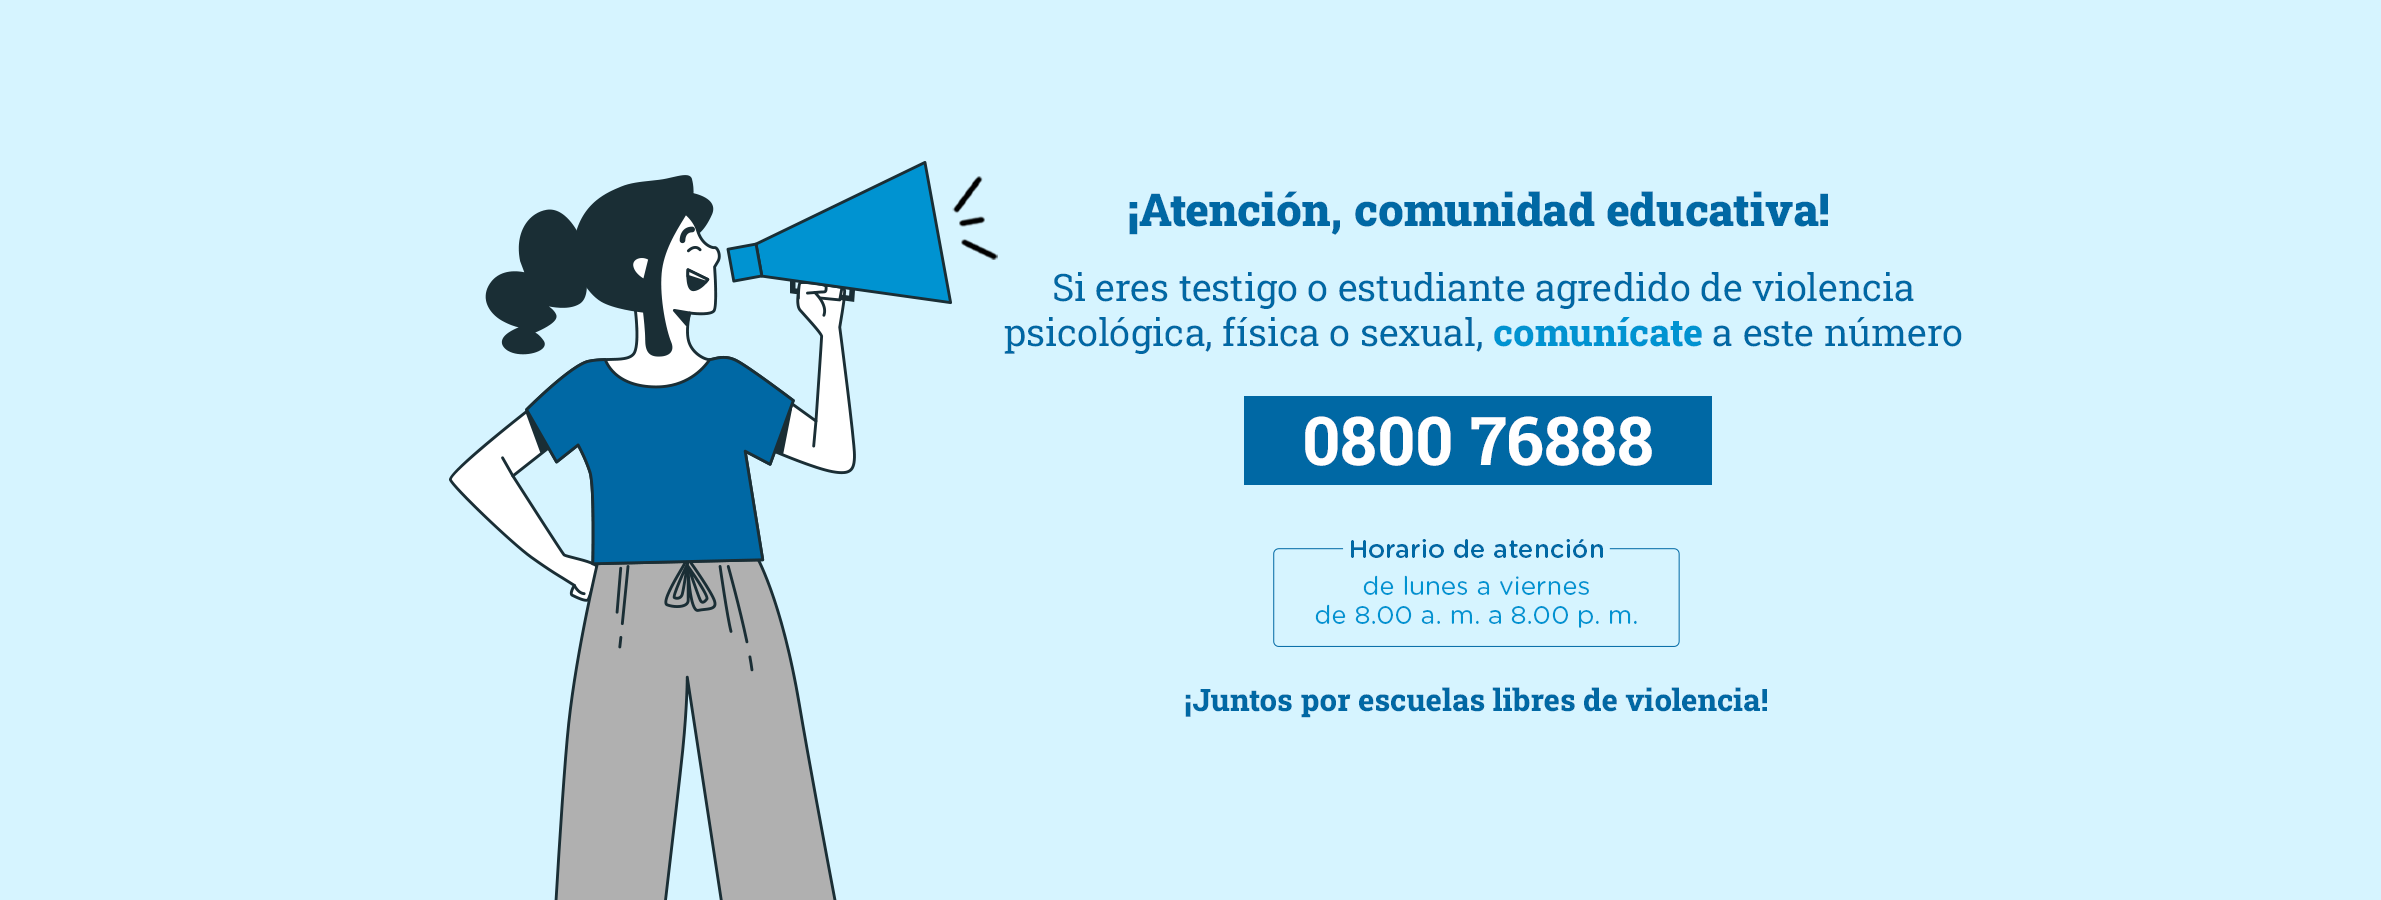 ¡Atención, comunidad educativa!
Si eres testigo o estudiante agredido de violencia
psicológica, física o sexual, comunícate a este número
0800 76888
Horario de atención
de lunes a viernes
de 8.00 a. m. a 8.00 p. m.
¡Juntos por escuelas libres de violencia!